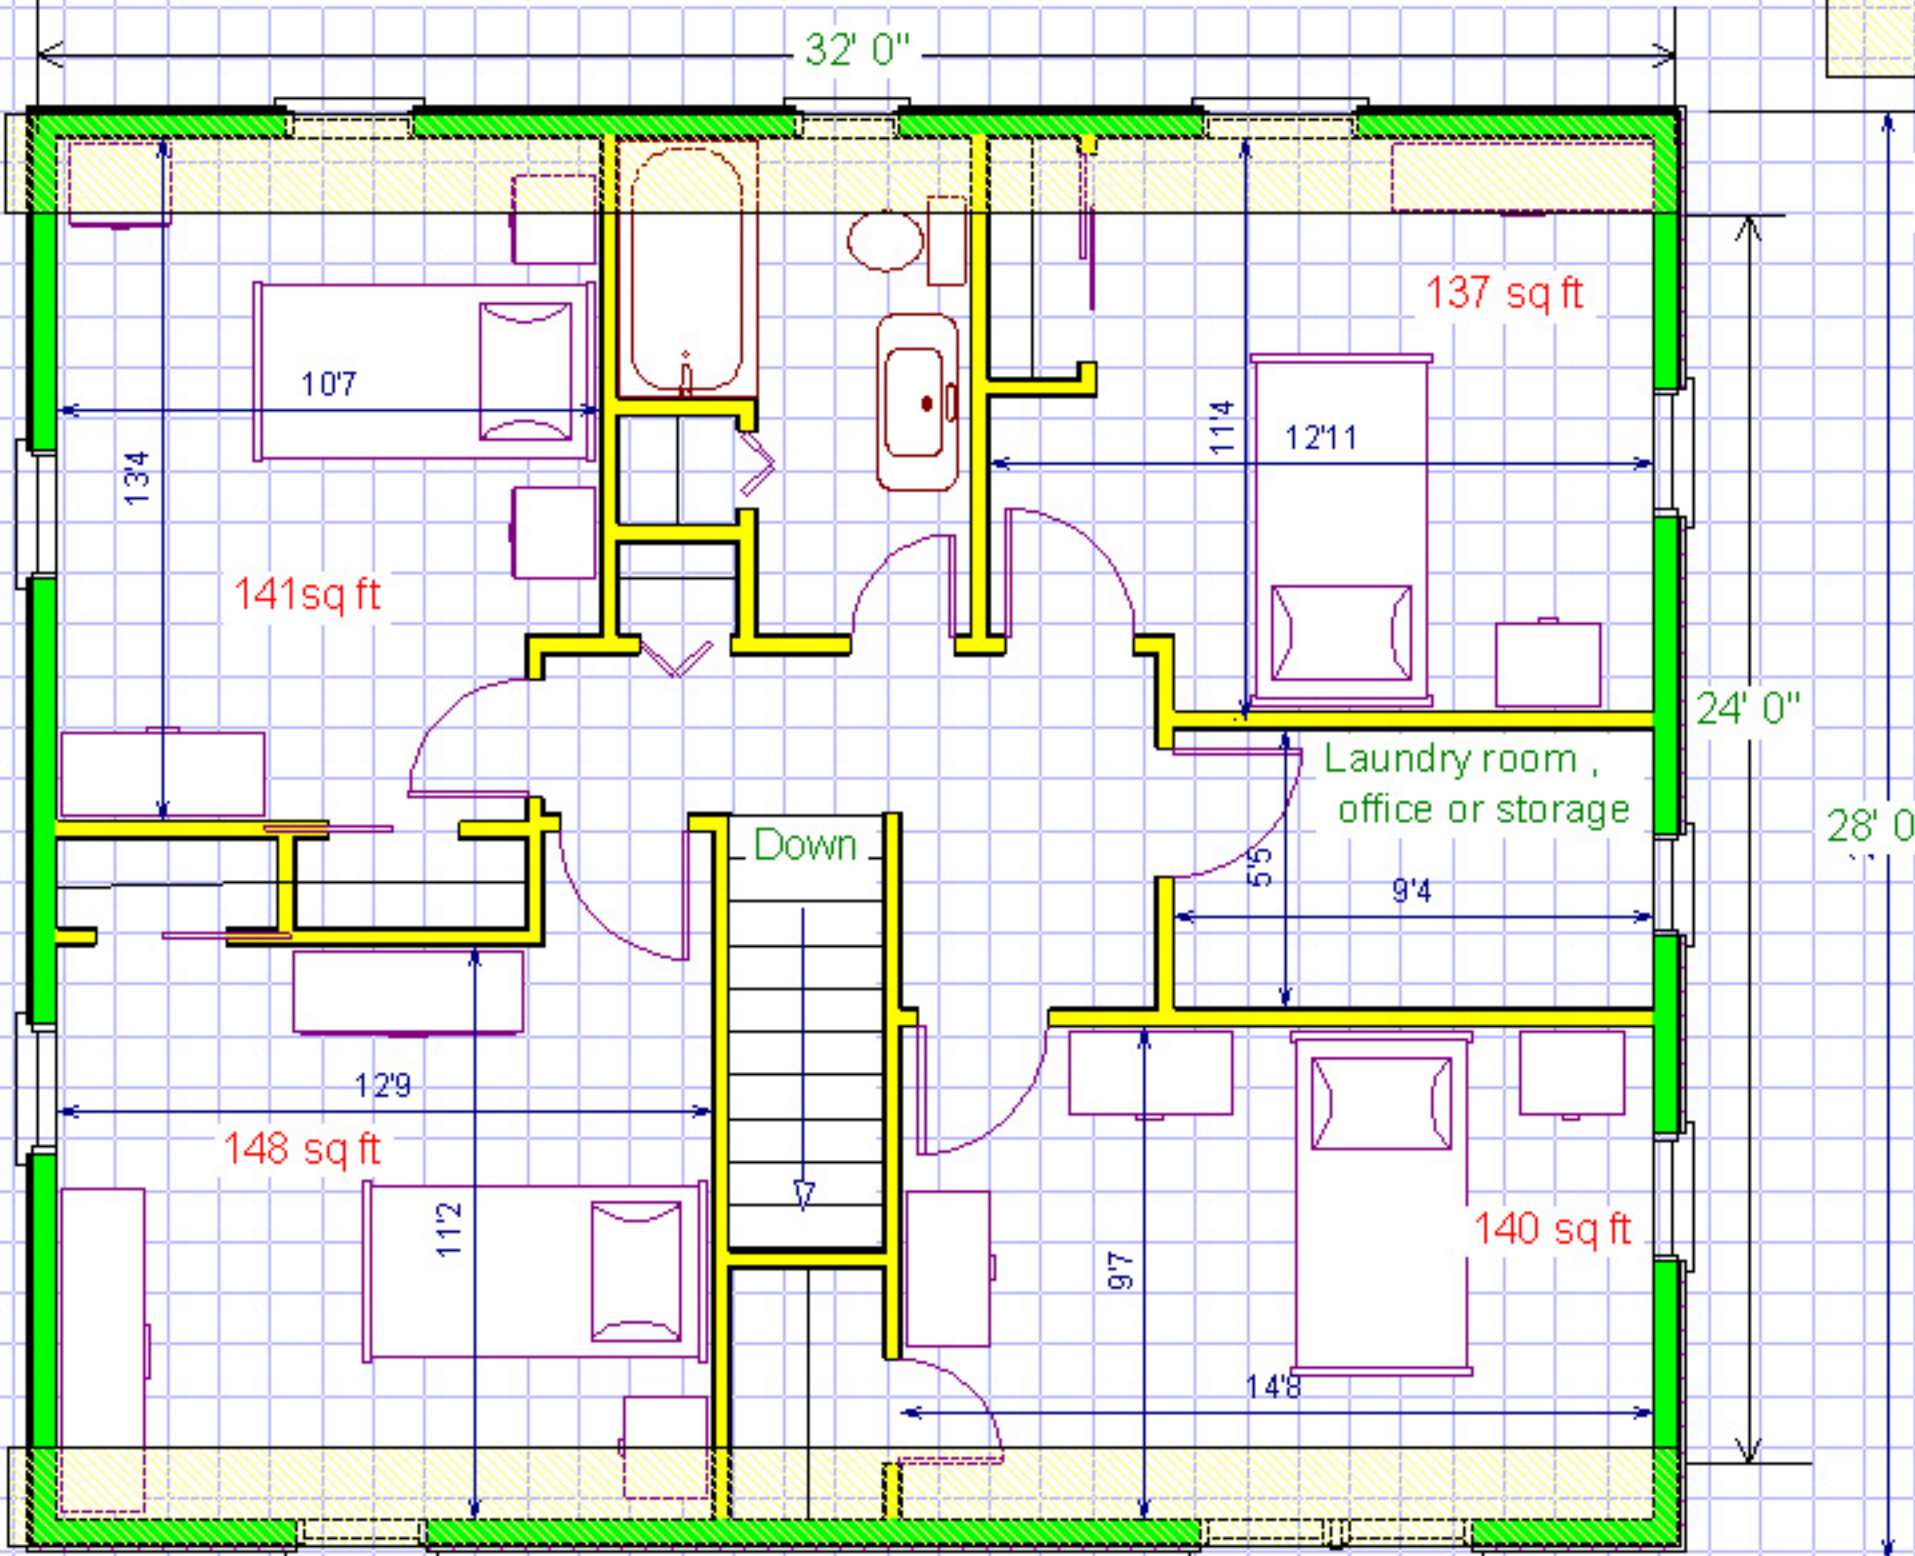 32' 0"
137 sq ft
10'7
11'4
12'11
13'4
141sq ft
24' 0"
Laundry room ,
office or storage
Down
28' 0
5'5
9'4
12'9
148 sq ft
11'2
140 sq ft
9'7
14'8